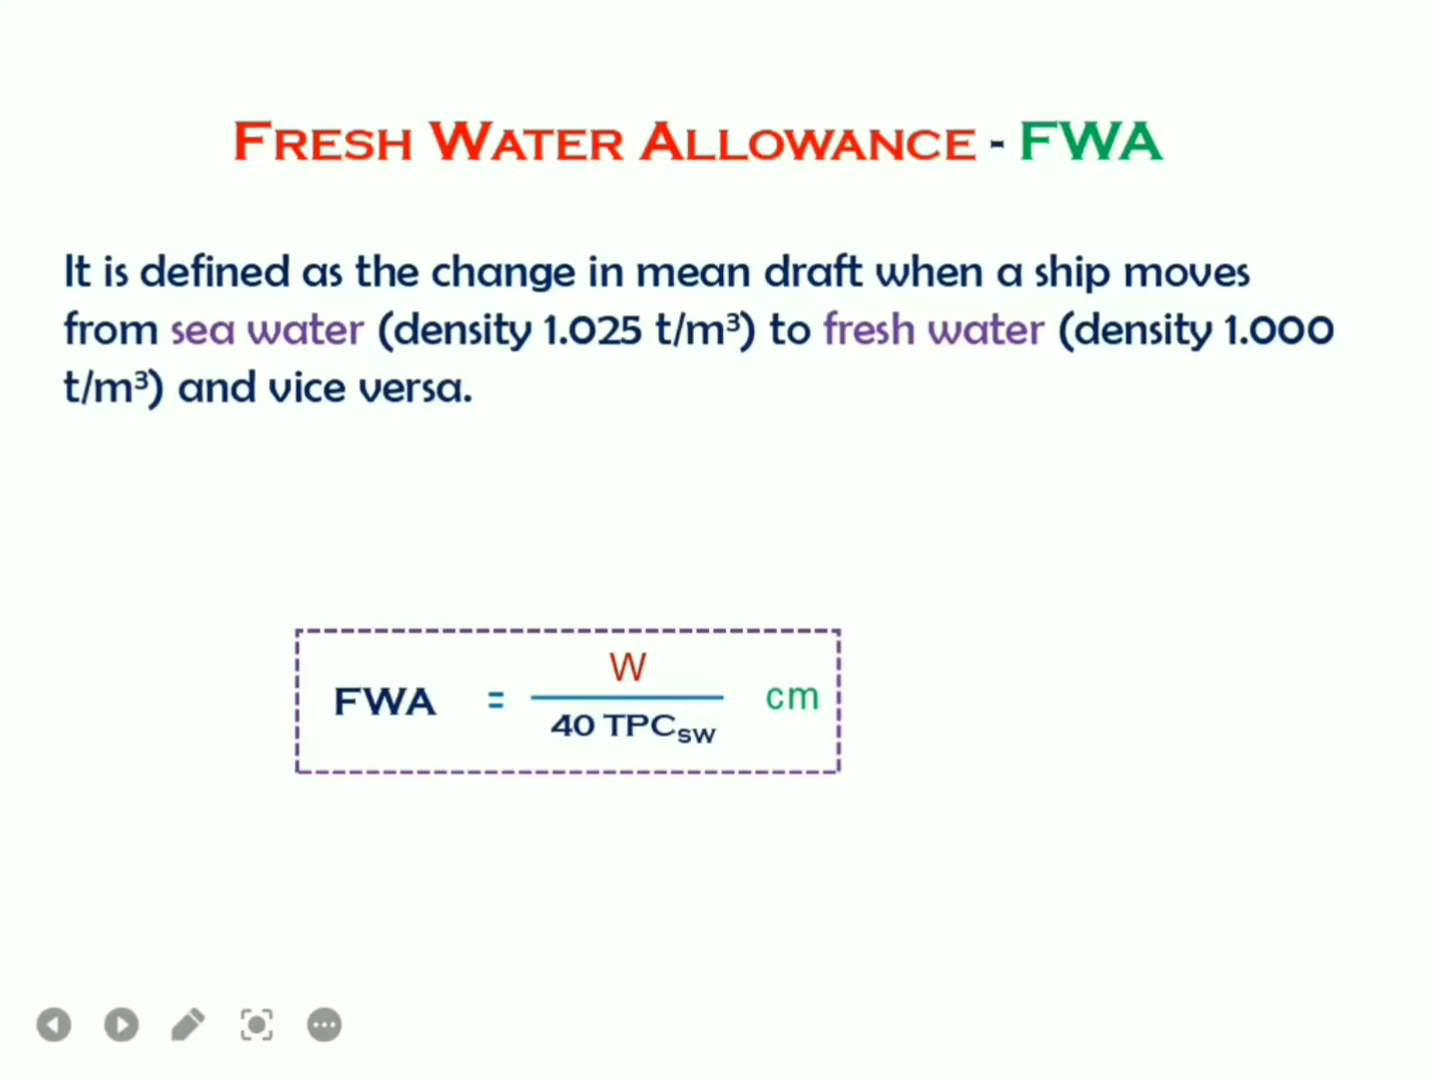 FRESH WATER ALLOWANCE - FWA
It is defined as the change in mean draft when a ship moves
from sea water (density 1.025 t/m³) to fresh water (density 1.000
t/m³) and vice versa.
W
FWA = cm
40 TPCSW